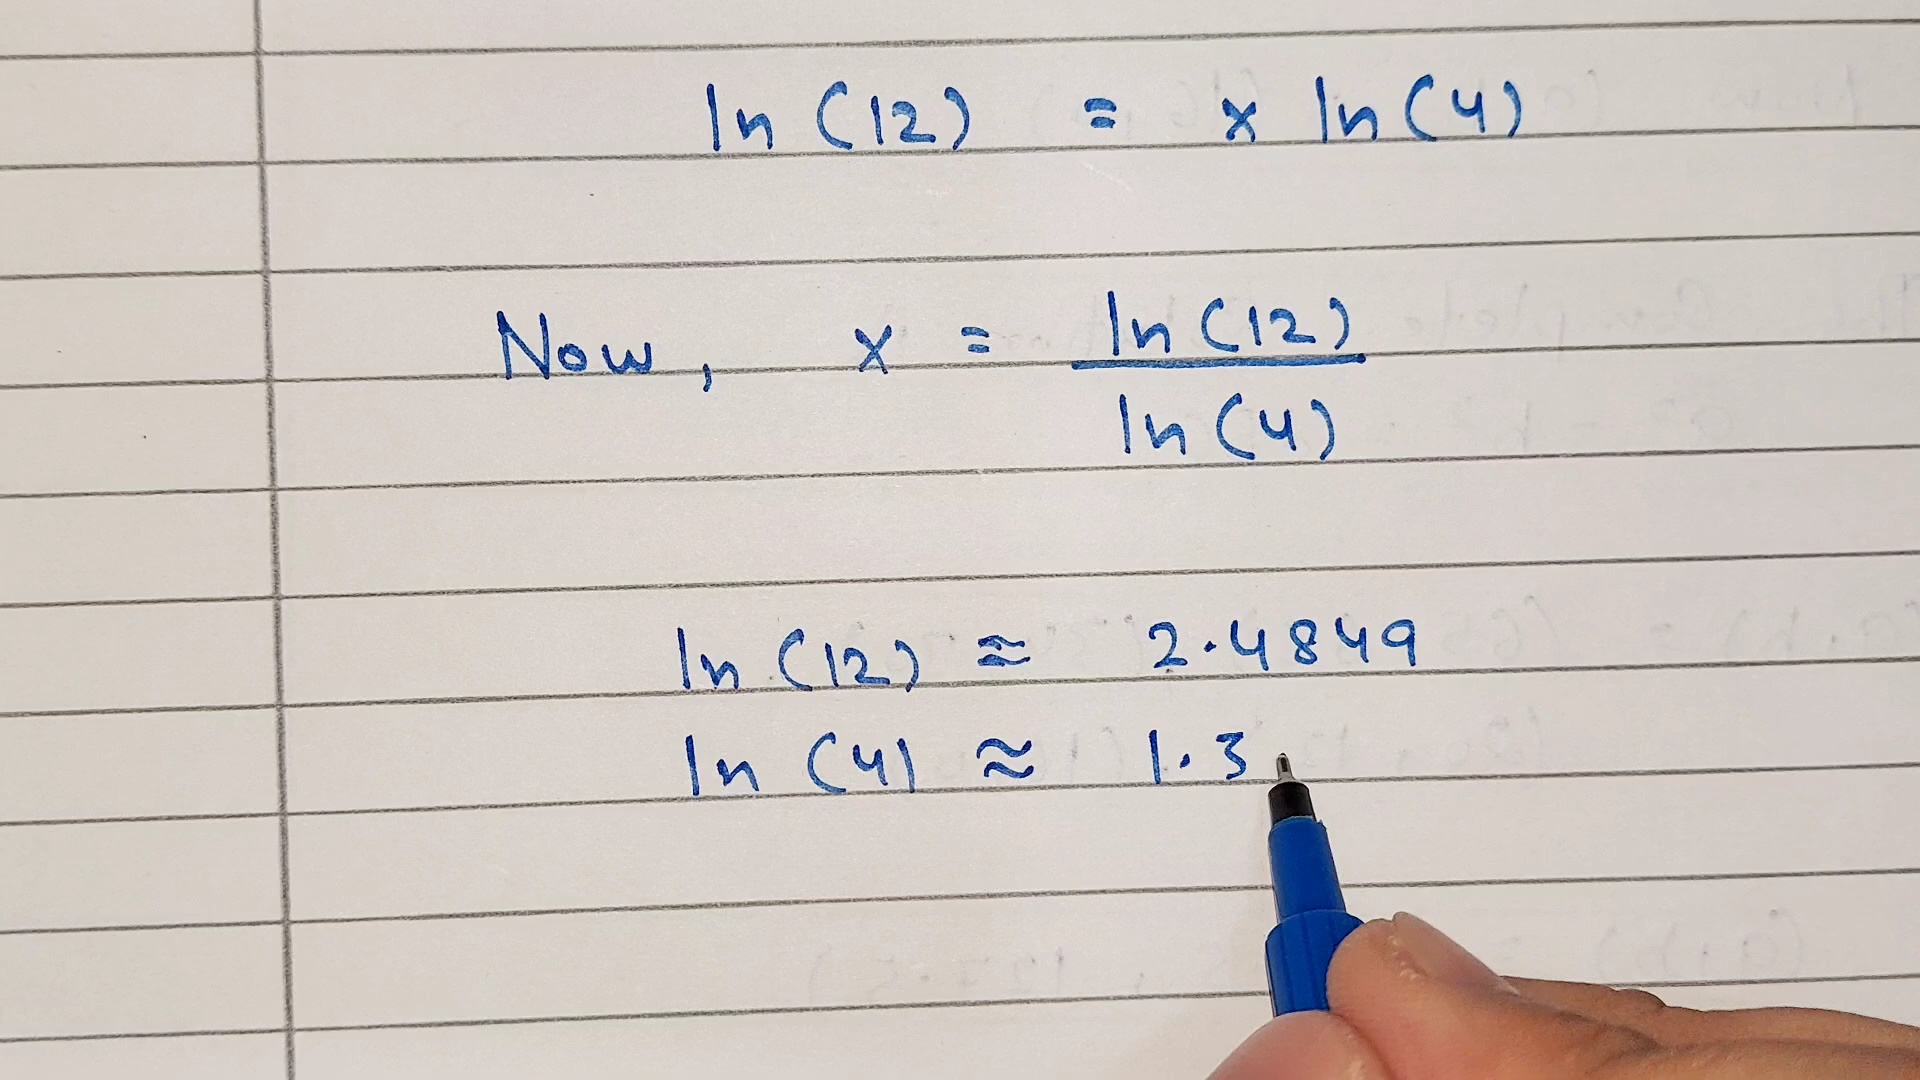 ln (12) = x ln (4)
Now, x = ln (12) / ln (4)
ln (12) ≈ 2.4849
ln (4) ≈ 1.3